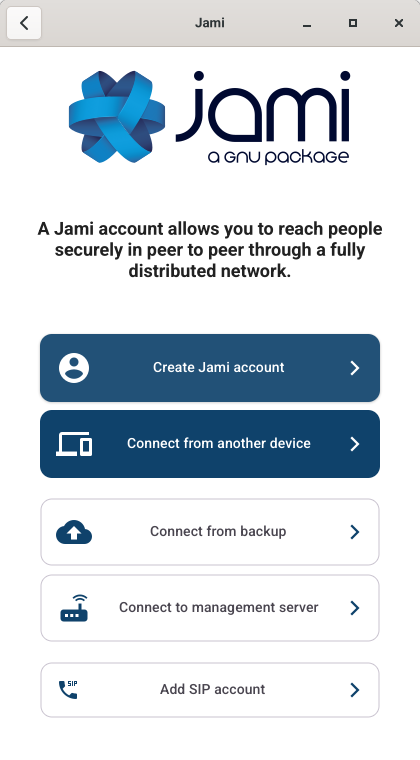 Jami
jami
a GNU package
A Jami account allows you to reach people
securely in peer to peer through a fully
distributed network.
Create Jami account
Connect from another device
Connect from backup
Connect to management server
SIP
Add SIP account